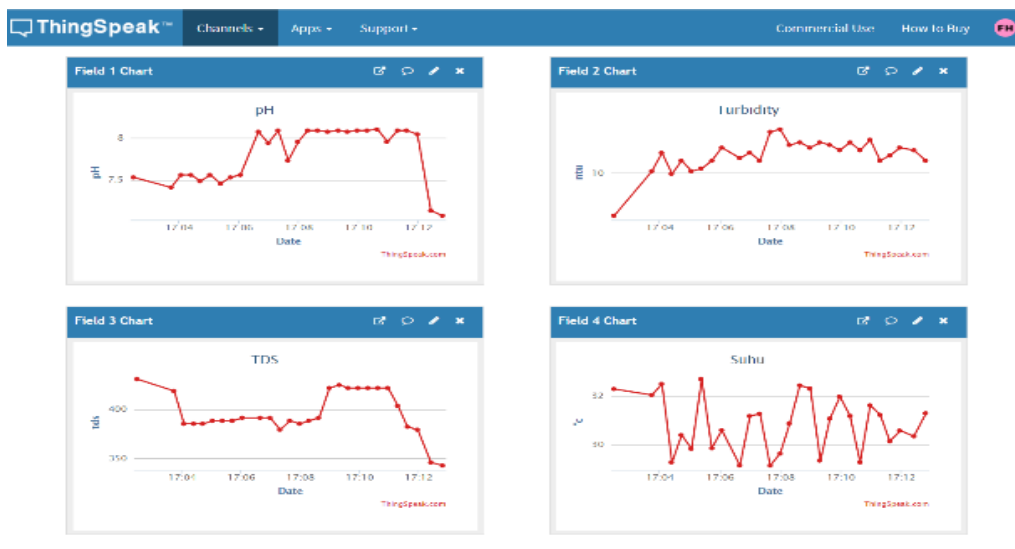 ThingSpeak™ Channels Apps Support Commercial Use How to Buy FH
Field 1 Chart
pH
8
7.5
pH
17:04 17:06 17:08 17:10 17:12
Date
ThingSpeak.com
Field 2 Chart
Turbidity
10
ntu
17:04 17:06 17:08 17:10 17:12
Date
ThingSpeak.com
Field 3 Chart
TDS
400
350
tds
17:04 17:06 17:08 17:10 17:12
Date
ThingSpeak.com
Field 4 Chart
Suhu
32
30
°c
17:04 17:06 17:08 17:10 17:12
Date
ThingSpeak.com